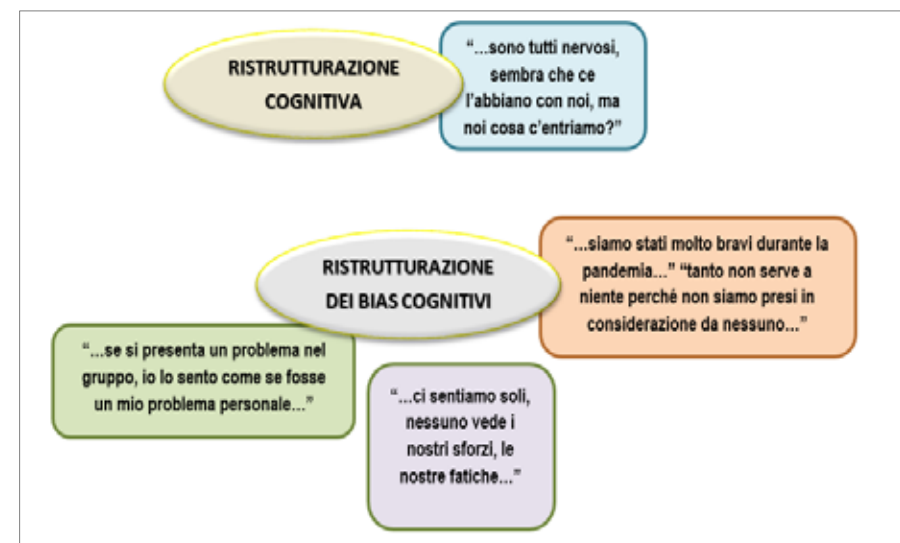 RISTRUTTURAZIONE
COGNITIVA
“...sono tutti nervosi,
sembra che ce
l’abbiano con noi, ma
noi cosa c’entriamo?”
RISTRUTTURAZIONE
DEI BIAS COGNITIVI
“...siamo stati molto bravi durante la
pandemia...” “tanto non serve a
niente perché non siamo presi in
considerazione da nessuno...”
“...se si presenta un problema nel
gruppo, io lo sento come se fosse
un mio problema personale...”
“...ci sentiamo soli,
nessuno vede i
nostri sforzi, le
nostre fatiche...”